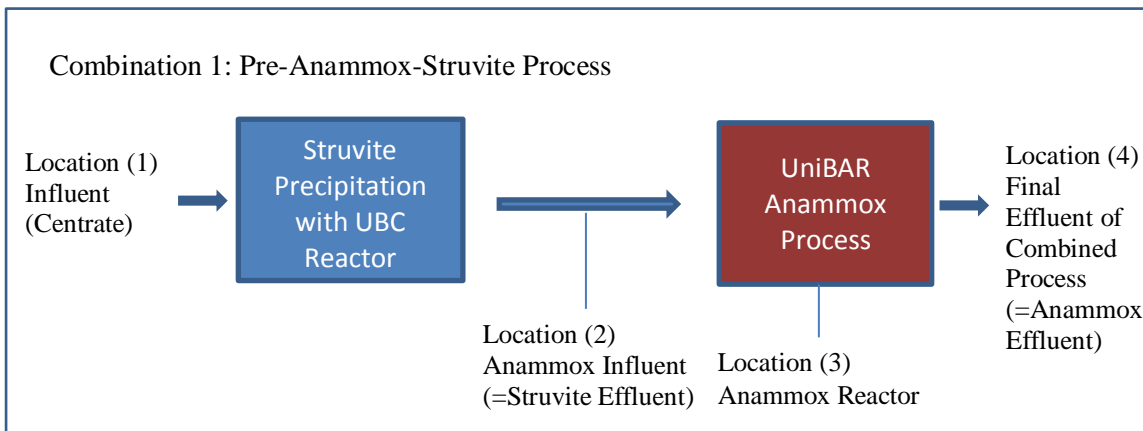 Combination 1: Pre-Anammox-Struvite Process
Location (1)
Influent
(Centrate)
Struvite
Precipitation
with UBC
Reactor
Location (2)
Anammox Influent
(=Struvite Effluent)
UniBAR
Anammox
Process
Location (3)
Anammox Reactor
Location (4)
Final
Effluent of
Combined
Process
(=Anammox
Effluent)